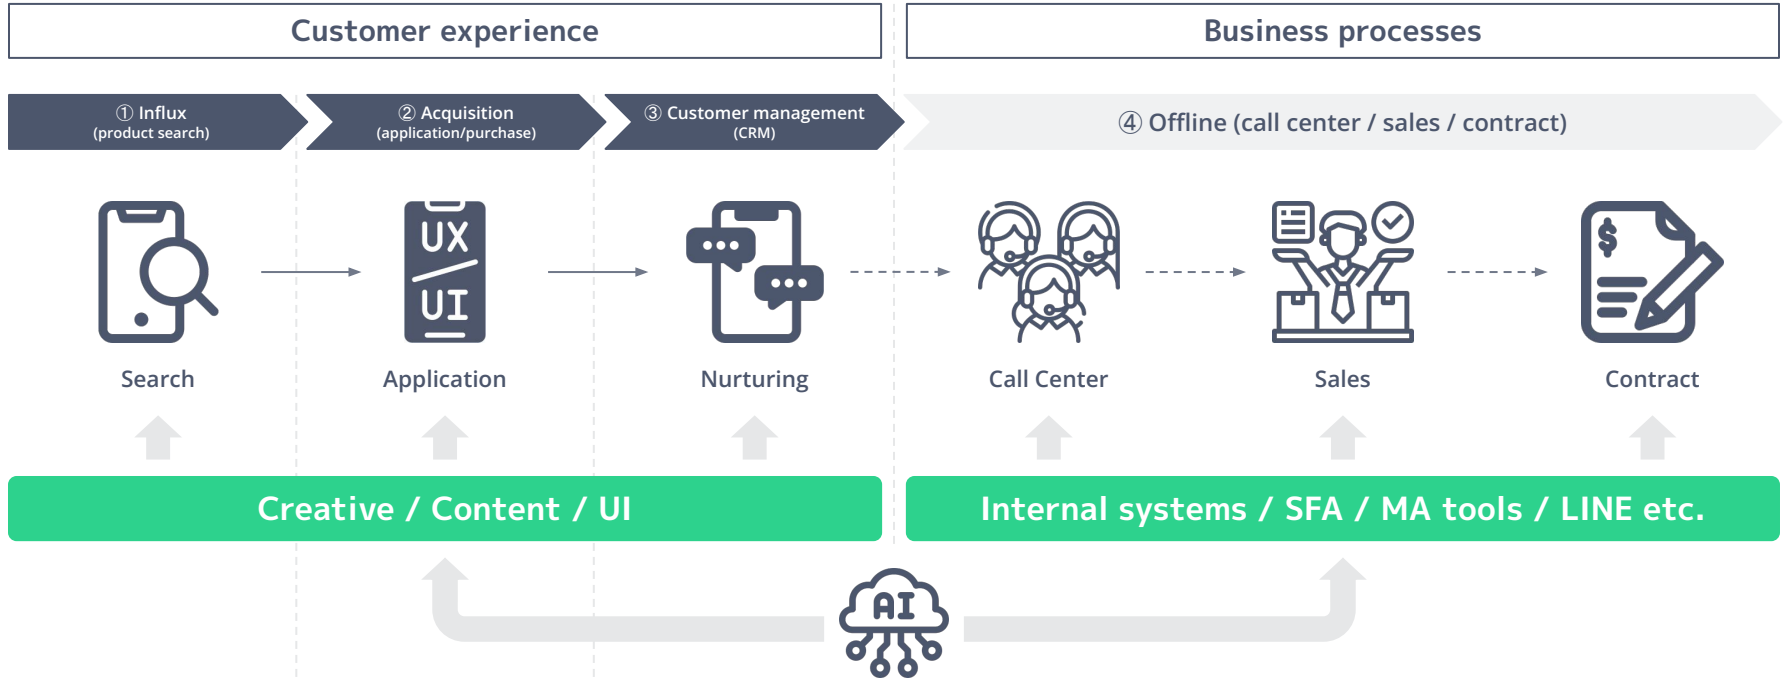 Customer experience
Business processes
① Influx
(product search)
② Acquisition
(application/purchase)
③ Customer management
(CRM)
④ Offline (call center / sales / contract)
UX
UI
$
Search
Application
Nurturing
Call Center
Sales
Contract
Creative / Content / UI
Internal systems / SFA / MA tools / LINE etc.
AI